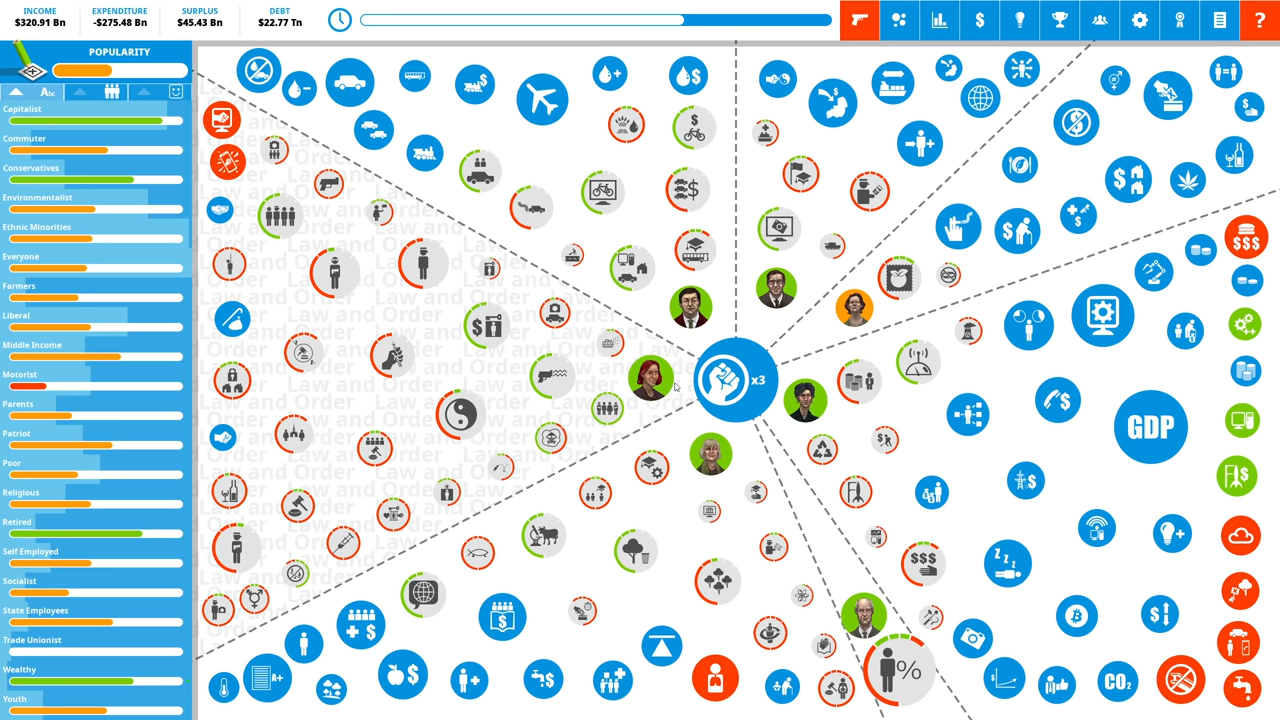 INCOME
$320.91 Bn
EXPENDITURE
-$275.48 Bn
SURPLUS
$45.43 Bn
DEBT
$22.77 Tn
?
POPULARITY
Abc
Capitalist
Commuter
Conservatives
Environmentalist
Ethnic Minorities
Everyone
Farmers
Liberal
Middle Income
Motorist
Parents
Patriot
Poor
Religious
Retired
Self Employed
Socialist
State Employees
Trade Unionist
Wealthy
Youth
Law and Order
x3
GDP
$$$
$$$
%
A+
CO2
Z Z Z